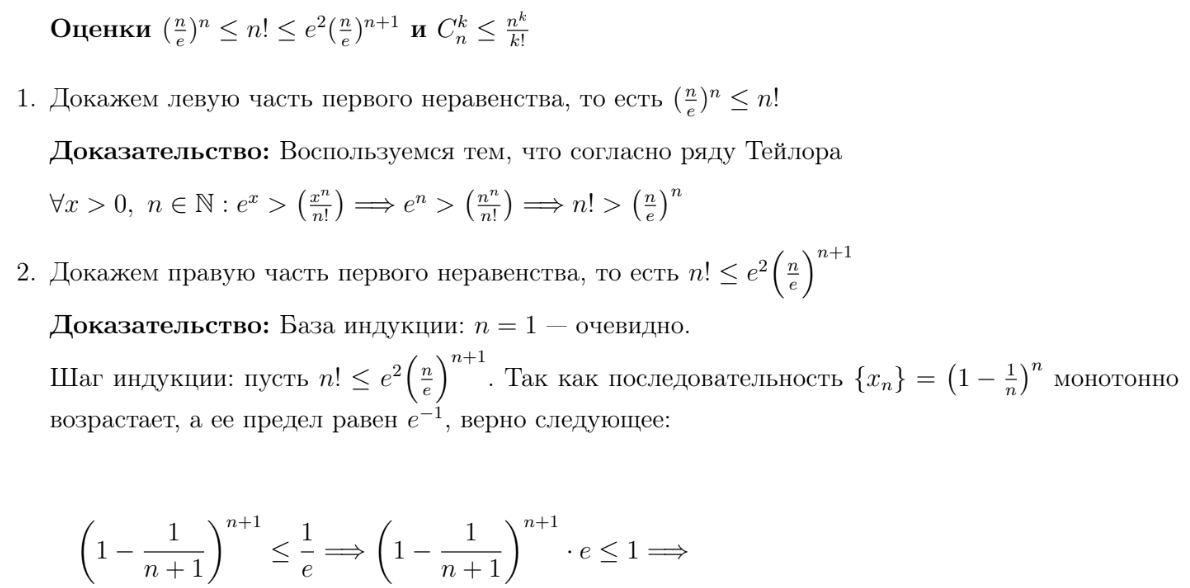 Оценки $(\frac{n}{e})^n \leq n! \leq e^2(\frac{n}{e})^{n+1}$ и $C_n^k \leq \frac{n^k}{k!}$
1. Докажем левую часть первого неравенства, то есть $(\frac{n}{e})^n \leq n!$
Доказательство: Воспользуемся тем, что согласно ряду Тейлора
$\forall x > 0,\ n \in \mathbb{N} : e^x > \left(\frac{x^n}{n!}\right) \Longrightarrow e^n > \left(\frac{n^n}{n!}\right) \Longrightarrow n! > \left(\frac{n}{e}\right)^n$
2. Докажем правую часть первого неравенства, то есть $n! \leq e^2\left(\frac{n}{e}\right)^{n+1}$
Доказательство: База индукции: $n = 1$ — очевидно.
Шаг индукции: пусть $n! \leq e^2\left(\frac{n}{e}\right)^{n+1}$. Так как последовательность $\{x_n\} = \left(1 - \frac{1}{n}\right)^n$ монотонно
возрастает, а ее предел равен $e^{-1}$, верно следующее:
$\left(1 - \frac{1}{n+1}\right)^{n+1} \leq \frac{1}{e} \Longrightarrow \left(1 - \frac{1}{n+1}\right)^{n+1} \cdot e \leq 1 \Longrightarrow$